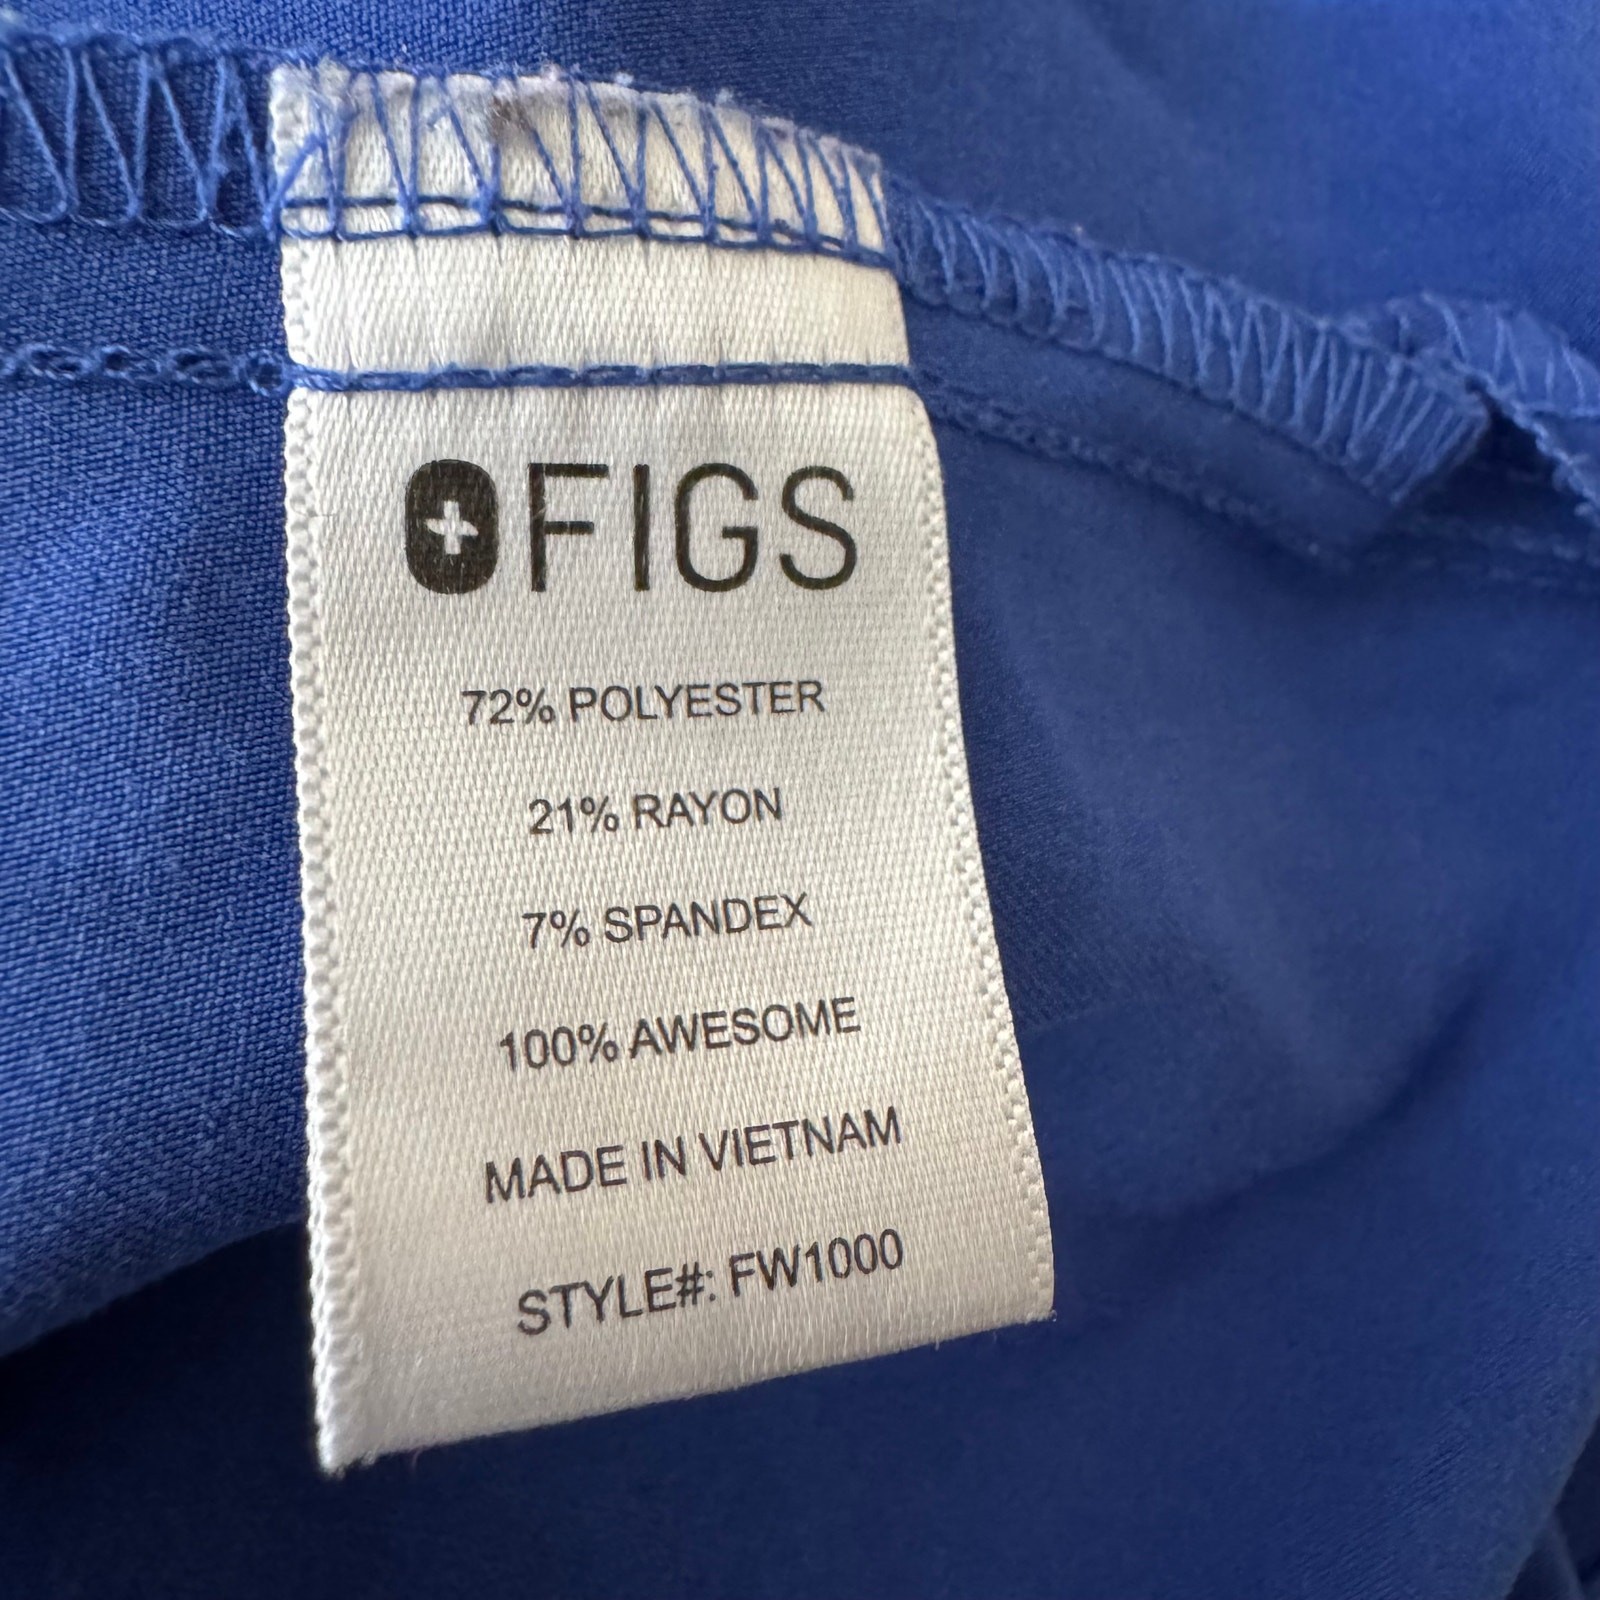 FIGS
72% POLYESTER
21% RAYON
7% SPANDEX
100% AWESOME
MADE IN VIETNAM
STYLE#: FW1000